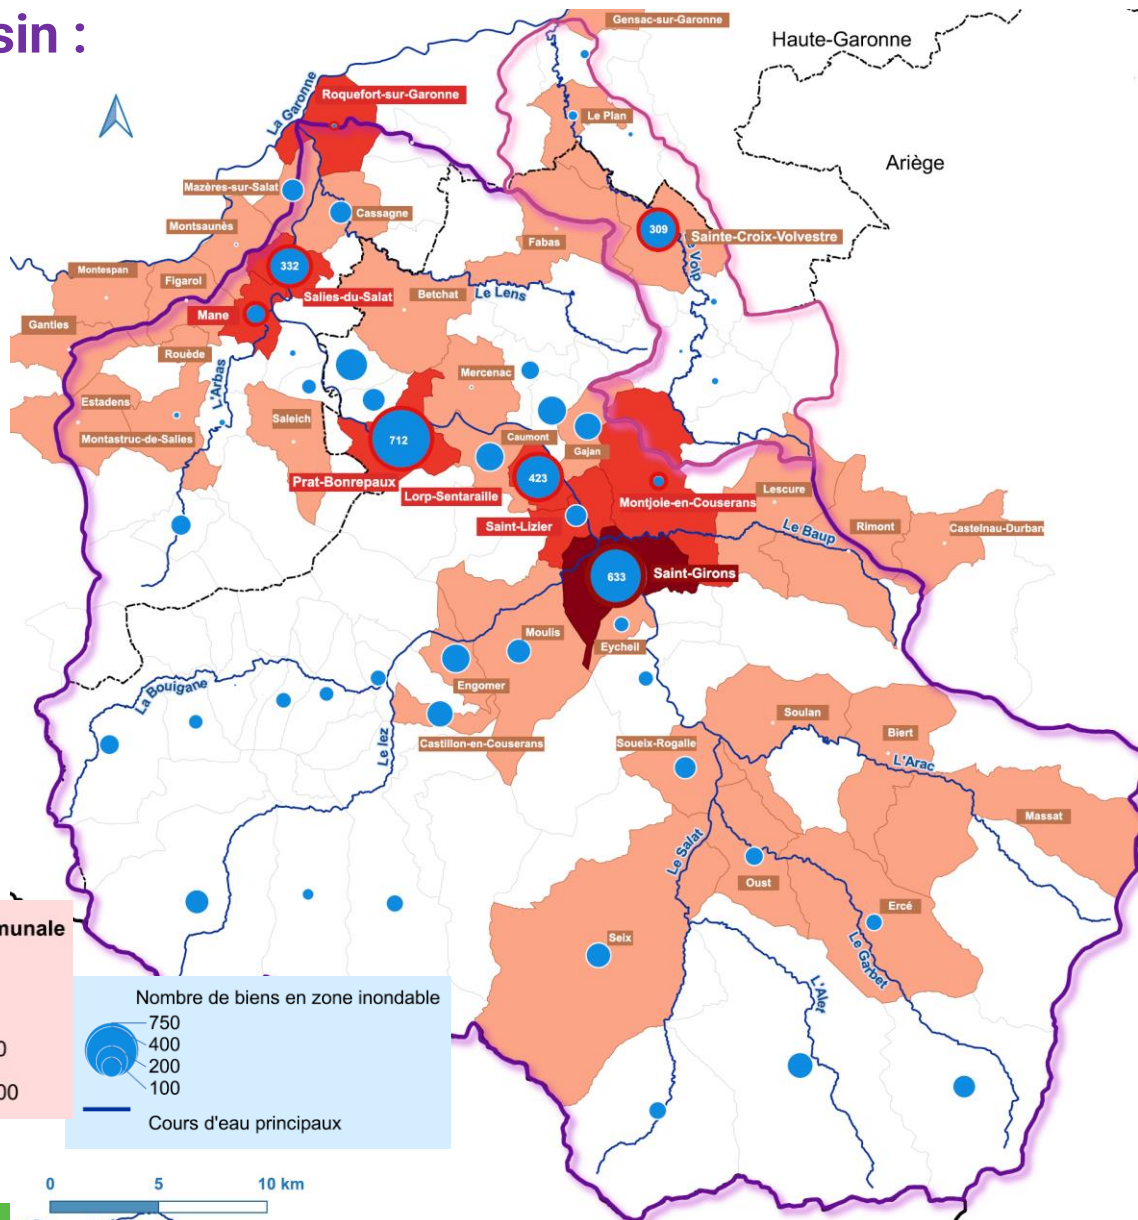 sin :
Gensac-sur-Garonne
Haute-Garonne
La Garonne
Roquefort-sur-Garonne
Le Plan
Ariège
Mazères-sur-Salat
Cassagne
Montsaunès
309
Sainte-Croix-Volvestre
Fabas
Volp
Montespan
332
Figarol
Salies-du-Salat
Betchat
Le Lens
Mane
Ganties
Rouède
L'Arbas
Mercenac
Estadens
Saleich
Montastruc-de-Salies
712
Caumont
Gajan
Prat-Bonrepaux
423
Lorp-Sentaraille
Montjoie-en-Couserans
Lescure
Saint-Lizier
Le Baup
Rimont
Castelnau-Durban
633
Saint-Girons
Moulis
Eycheil
La Bouigane
Engomer
Castillon-en-Couserans
Le lez
Soulan
Soueix-Rogalle
Biert
L'Arac
Massat
Le Salat
Oust
Ercé
Seix
Le Garbet
L'Alet
munale
0
00
Nombre de biens en zone inondable
750
400
200
100
Cours d'eau principaux
0 5 10 km